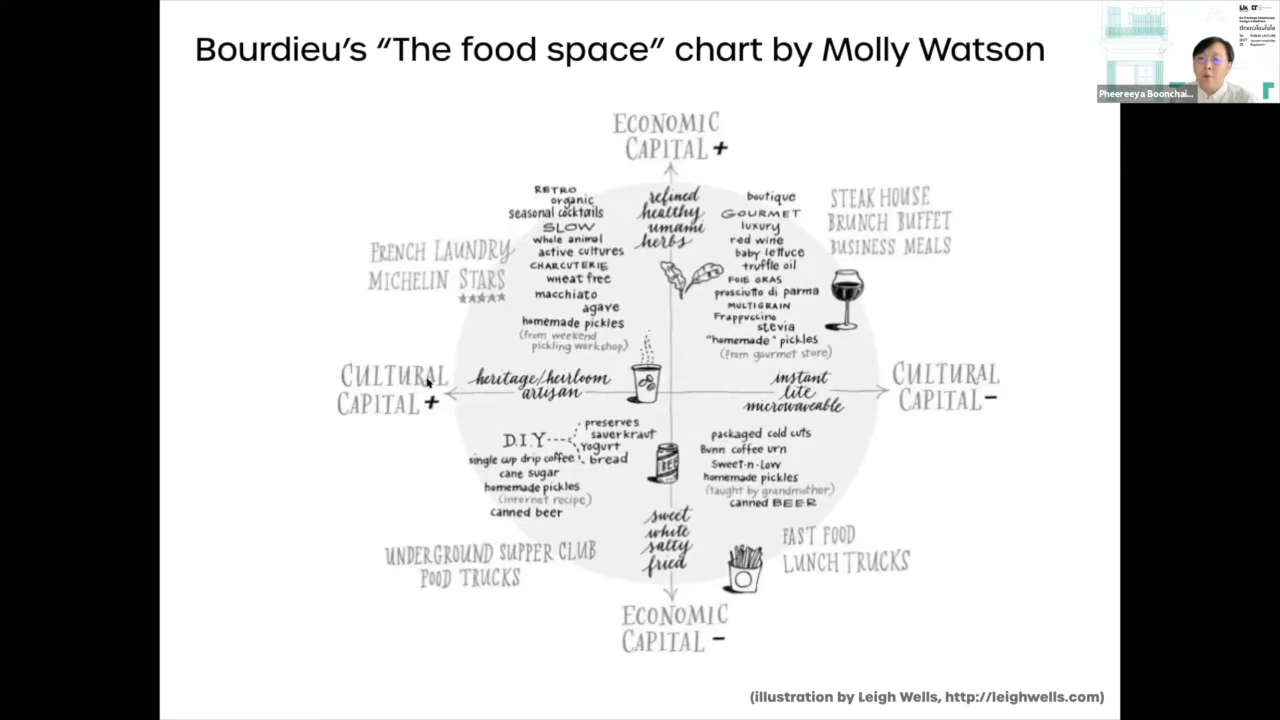 Bourdieu's "The food space" chart by Molly Watson
Pheereeya Boonchai...
ECONOMIC
CAPITAL +
RETRO
organic
seasonal cocktails
SLOW
whole animal
active cultures
CHARCUTERIE
wheat free
macchiato
agave
homemade pickles
(from weekend
pickling workshop)
refined
healthy
umami
herbs
boutique
GOURMET
luxury
red wine
baby lettuce
truffle oil
FOIE GRAS
prosciutto di parma
MULTIGRAIN
Frappuccino
stevia
"homemade" pickles
(from gourmet store)
STEAK HOUSE
BRUNCH BUFFET
BUSINESS MEALS
FRENCH LAUNDRY
MICHELIN STARS
CULTURAL
CAPITAL +
heritage/heirloom
artisan
instant
lite
microwaveable
CULTURAL
CAPITAL -
D.I.Y
preserves
sauerkraut
Yogurt
bread
single cup drip coffee
cane sugar
homemade pickles
(internet recipe)
canned beer
BEE
packaged cold cuts
Bunn coffee urn
Sweet-n-Low
homemade pickles
(taught by grandmother)
canned BEER
sweet
white
salty
fried
UNDERGROUND SUPPER CLUB
FOOD TRUCKS
FAST FOOD
LUNCH TRUCKS
ECONOMIC
CAPITAL -
(illustration by Leigh Wells, http://leighwells.com)